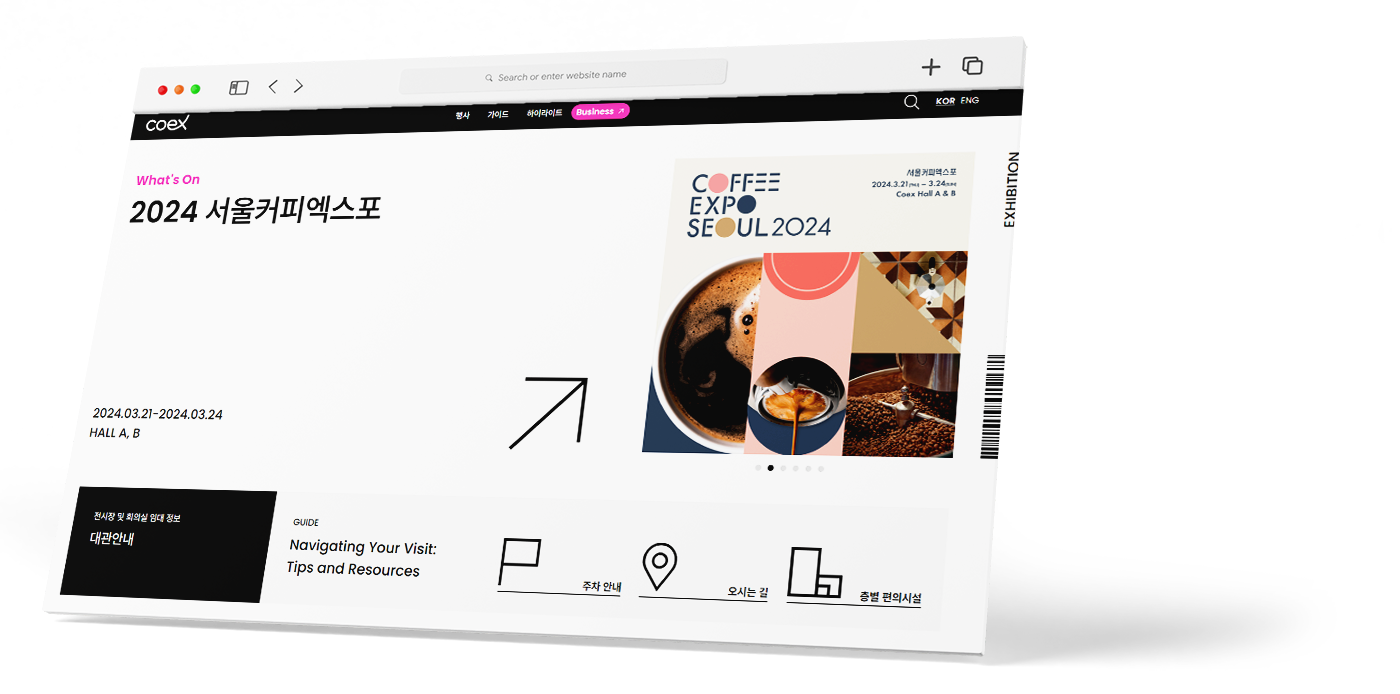 Search or enter website name
coex
행사
가이드
하이라이트
Business
KOR ENG
What's On
2024 서울커피엑스포
2024.03.21-2024.03.24
HALL A, B
COFFEE
EXPO
SEOUL 2024
서울커피엑스포
2024.3.21(THU) – 3.24(SUN)
Coex Hall A & B
EXHIBITION
전시장 및 회의실 임대 정보
대관안내
GUIDE
Navigating Your Visit:
Tips and Resources
주차 안내
오시는 길
층별 편의시설